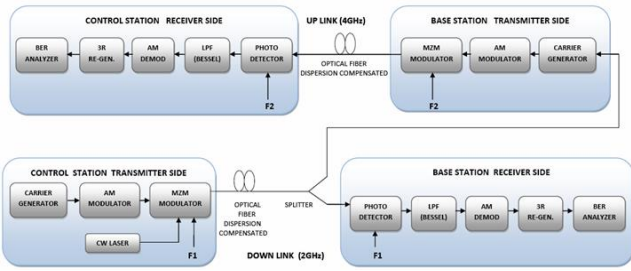 CONTROL STATION RECEIVER SIDE
UP LINK (4GHz)
BASE STATION TRANSMITTER SIDE
BER
ANALYZER
3R
RE-GEN.
AM
DEMOD
LPF
(BESSEL)
PHOTO
DETECTOR
OPTICAL FIBER
DISPERSION COMPENSATED
MZM
MODULATOR
AM
MODULATOR
CARRIER
GENERATOR
F2
F2
CONTROL STATION TRANSMITTER SIDE
BASE STATION RECEIVER SIDE
CARRIER
GENERATOR
AM
MODULATOR
MZM
MODULATOR
CW LASER
F1
OPTICAL
FIBER
DISPERSION
COMPENSATED
SPLITTER
PHOTO
DETECTOR
LPF
(BESSEL)
AM
DEMOD
3R
RE-GEN.
BER
ANALYZER
F1
DOWN LINK (2GHz)